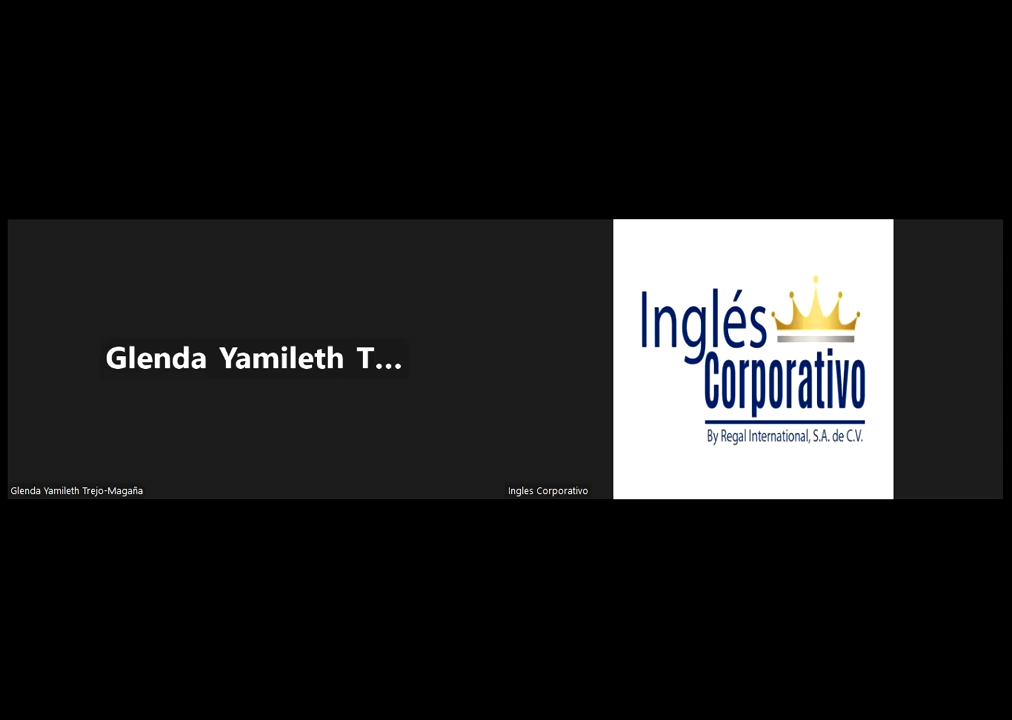 Glenda Yamileth T...
Glenda Yamileth Trejo-Magaña
Ingles Corporativo
Inglés
Corporativo
By Regal International, S.A. de C.V.